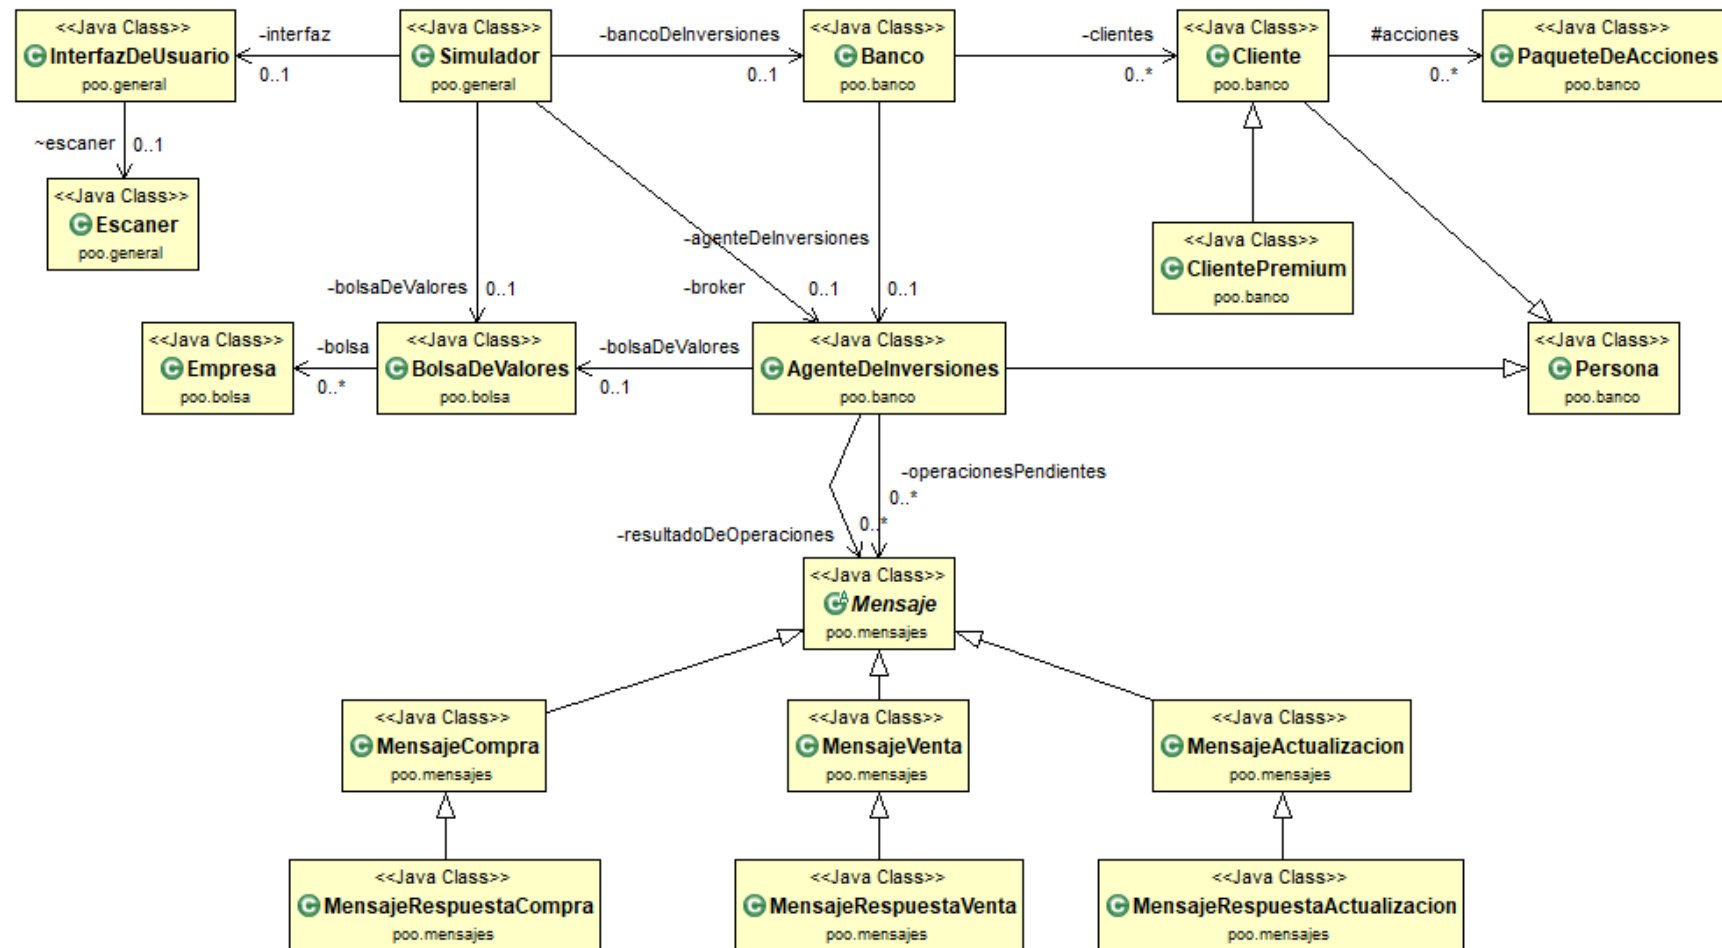 <<Java Class>>
InterfazDeUsuario
poo.general
-interfaz
0..1
<<Java Class>>
Simulador
poo.general
-bancoDeInversiones
0..1
<<Java Class>>
Banco
poo.banco
-clientes
0..*
<<Java Class>>
Cliente
poo.banco
#acciones
0..*
<<Java Class>>
PaqueteDeAcciones
poo.banco
~escaner
0..1
<<Java Class>>
Escaner
poo.general
-agenteDeInversiones
0..1
<<Java Class>>
ClientePremium
poo.banco
-bolsaDeValores
0..1
-broker
0..1
<<Java Class>>
Empresa
poo.bolsa
-bolsa
0..*
<<Java Class>>
BolsaDeValores
poo.bolsa
-bolsaDeValores
0..1
<<Java Class>>
AgenteDeInversiones
poo.banco
<<Java Class>>
Persona
poo.banco
-operacionesPendientes
0..*
-resultadoDeOperaciones
0..*
<<Java Class>>
Mensaje
poo.mensajes
<<Java Class>>
MensajeCompra
poo.mensajes
<<Java Class>>
MensajeVenta
poo.mensajes
<<Java Class>>
MensajeActualizacion
poo.mensajes
<<Java Class>>
MensajeRespuestaCompra
poo.mensajes
<<Java Class>>
MensajeRespuestaVenta
poo.mensajes
<<Java Class>>
MensajeRespuestaActualizacion
poo.mensajes